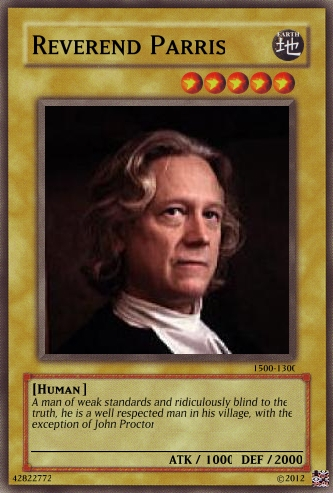 REVEREND PARRIS
EARTH
地
1500-130
[HUMAN]
A man of weak standards and ridiculously blind to the
truth, he is a well respected man in his village, with the
exception of John Proctor
ATK / 1000 DEF / 2000
42822772
©2012